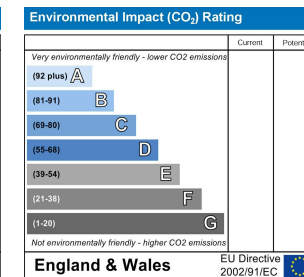 Environmental Impact (CO₂) Rating
Current Potent
Very environmentally friendly - lower CO2 emissions
(92 plus) A
(81-91) B
(69-80) C
(55-68) D
(39-54) E
(21-38) F
(1-20) G
Not environmentally friendly - higher CO2 emissions
England & Wales
EU Directive
2002/91/EC